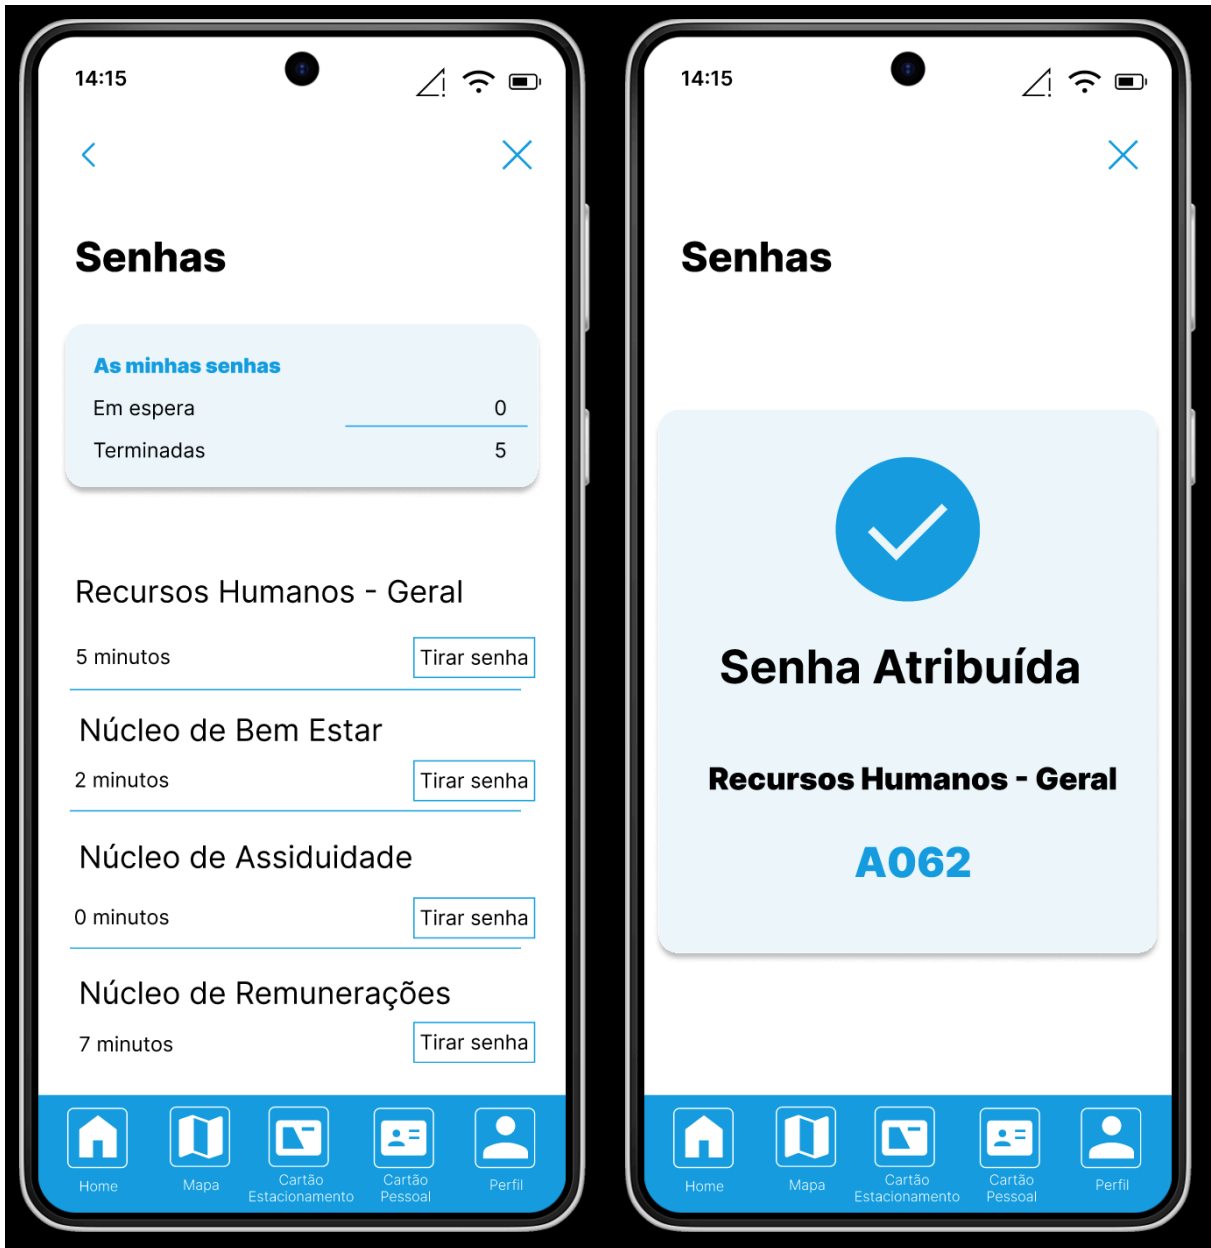 14:15
Senhas
As minhas senhas
Em espera 0
Terminadas 5
Recursos Humanos - Geral
5 minutos Tirar senha
Núcleo de Bem Estar
2 minutos Tirar senha
Núcleo de Assiduidade
0 minutos Tirar senha
Núcleo de Remunerações
7 minutos Tirar senha
Home Mapa Cartão Estacionamento Cartão Pessoal Perfil
14:15
Senhas
Senha Atribuída
Recursos Humanos - Geral
A062
Home Mapa Cartão Estacionamento Cartão Pessoal Perfil